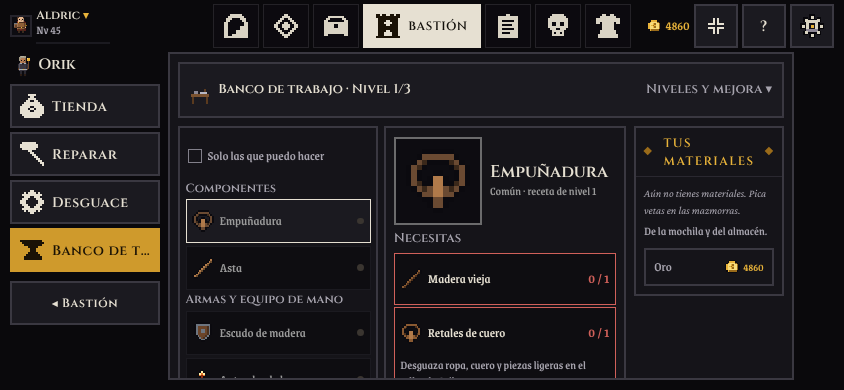 Aldric ▾
Nv 45
Bastión
4860
?
Orik
Tienda
Reparar
Desguace
Banco de t...
◂ Bastión
Banco de trabajo · Nivel 1/3
Niveles y mejora ▾
Solo las que puedo hacer
Componentes
Empuñadura
Asta
Armas y equipo de mano
Escudo de madera
Empuñadura
Común · receta de nivel 1
Necesitas
Madera vieja
0 / 1
Retales de cuero
0 / 1
Desguaza ropa, cuero y piezas ligeras en el
Tus
materiales
Aún no tienes materiales. Pica
vetas en las mazmorras.
De la mochila y del almacén.
Oro
4860